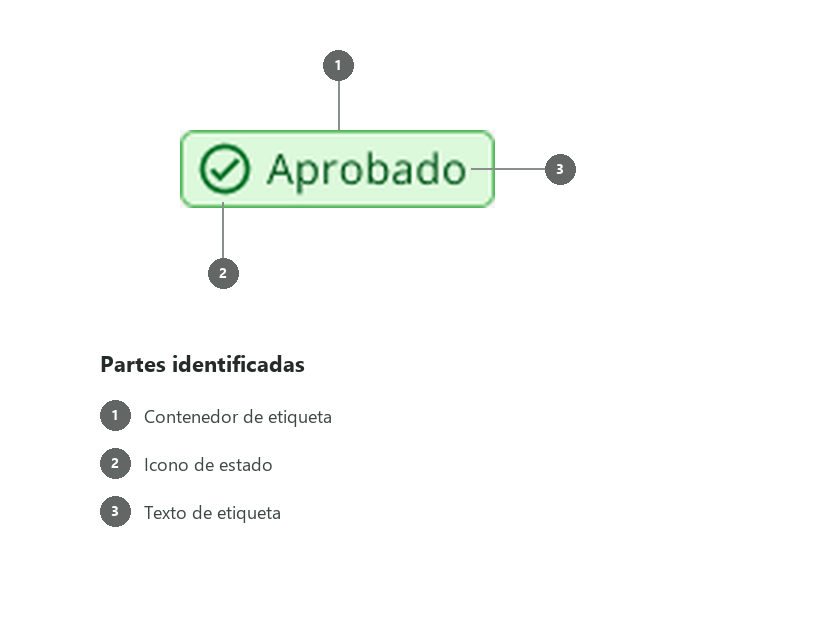 1
Aprobado
3
2
Partes identificadas
1 Contenedor de etiqueta
2 Icono de estado
3 Texto de etiqueta